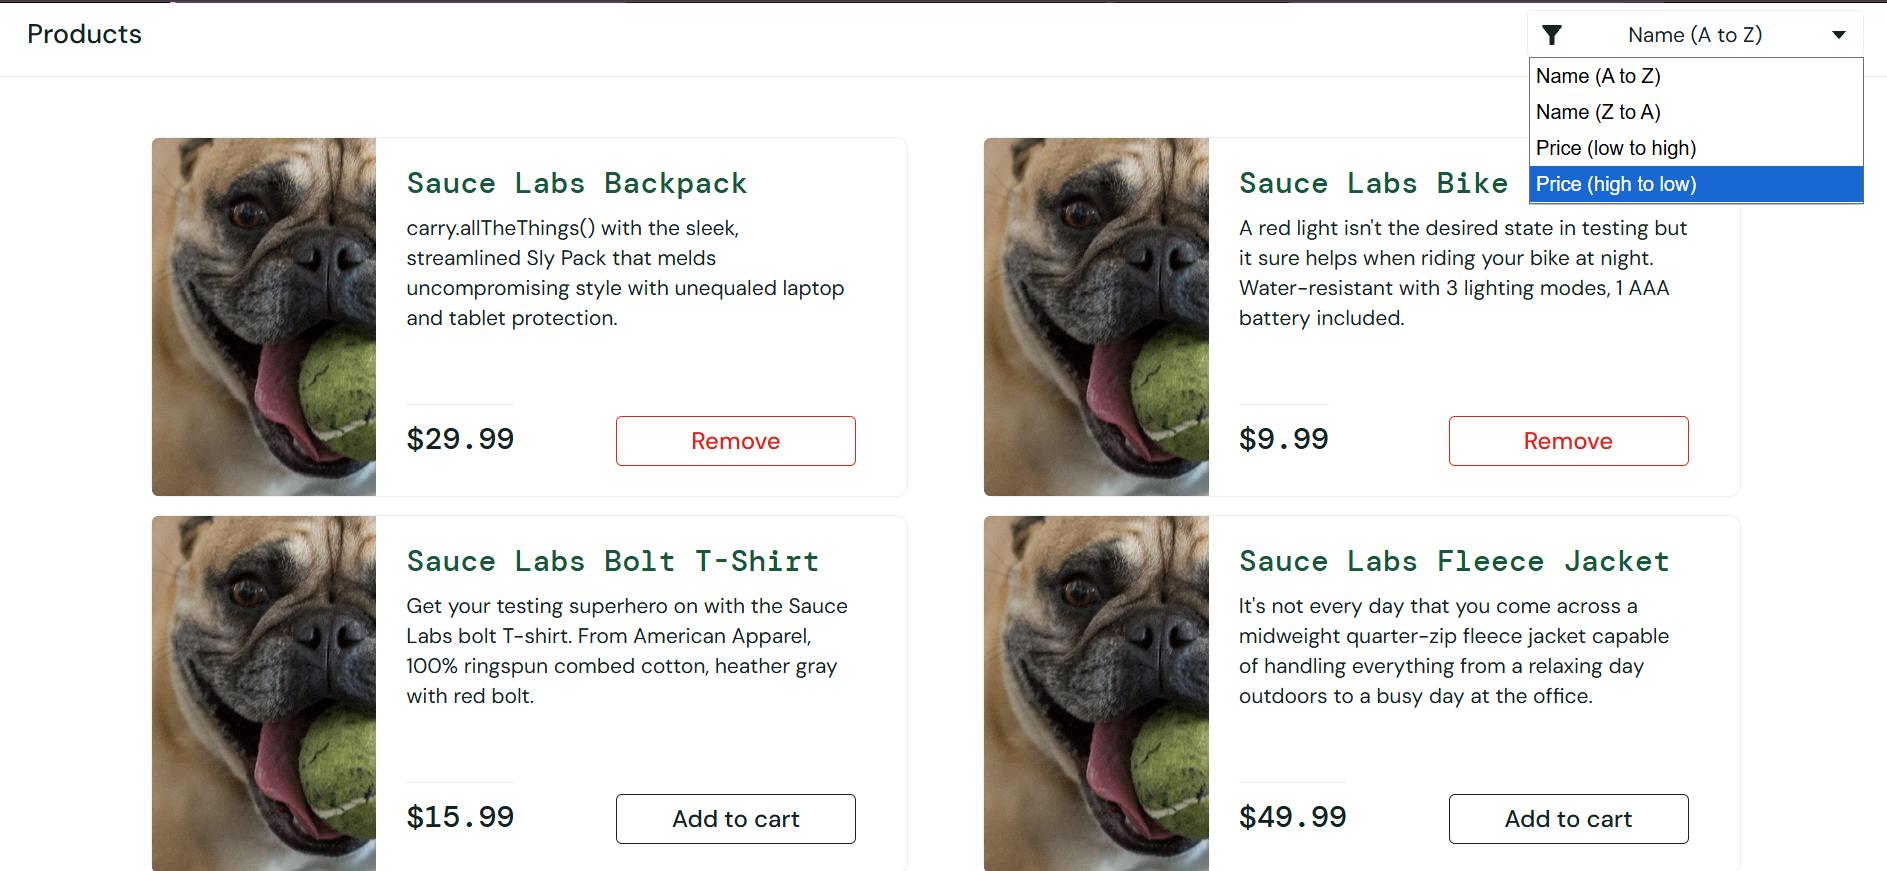 Products
Name (A to Z)
Name (A to Z)
Name (Z to A)
Price (low to high)
Price (high to low)
Sauce Labs Backpack
carry.allTheThings() with the sleek,
streamlined Sly Pack that melds
uncompromising style with unequaled laptop
and tablet protection.
$29.99
Remove
Sauce Labs Bike
A red light isn't the desired state in testing but
it sure helps when riding your bike at night.
Water-resistant with 3 lighting modes, 1 AAA
battery included.
$9.99
Remove
Sauce Labs Bolt T-Shirt
Get your testing superhero on with the Sauce
Labs bolt T-shirt. From American Apparel,
100% ringspun combed cotton, heather gray
with red bolt.
$15.99
Add to cart
Sauce Labs Fleece Jacket
It's not every day that you come across a
midweight quarter-zip fleece jacket capable
of handling everything from a relaxing day
outdoors to a busy day at the office.
$49.99
Add to cart